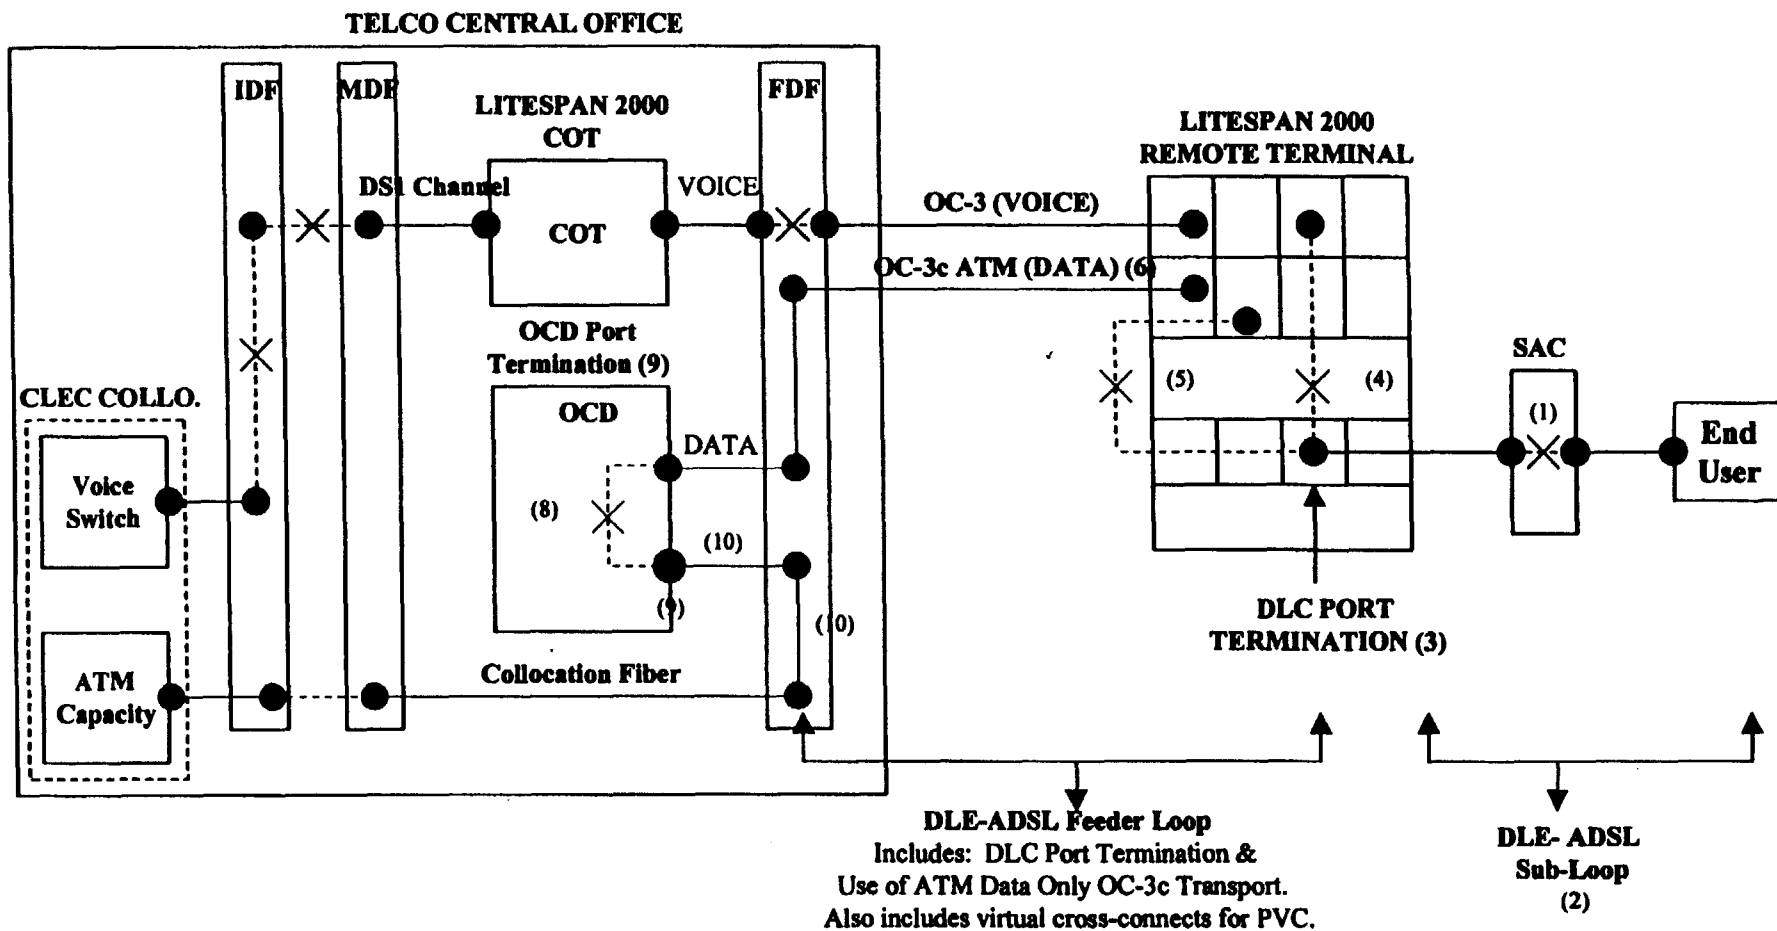 TELCO CENTRAL OFFICE
IDF
MDF
FDF
LITESPAN 2000
COT
DS1 Channel
COT
VOICE
OC-3 (VOICE)
OC-3c ATM (DATA) (6)
LITESPAN 2000
REMOTE TERMINAL
OCD Port
Termination (9)
OCD
DATA
(8)
(10)
(9)
(10)
CLEC COLLO.
Voice
Switch
ATM
Capacity
Collocation Fiber
(5)
(4)
SAC
(1)
End
User
DLC PORT
TERMINATION (3)
DLE-ADSL Feeder Loop
Includes: DLC Port Termination &
Use of ATM Data Only OC-3c Transport.
Also includes virtual cross-connects for PVC.
DLE- ADSL
Sub-Loop
(2)